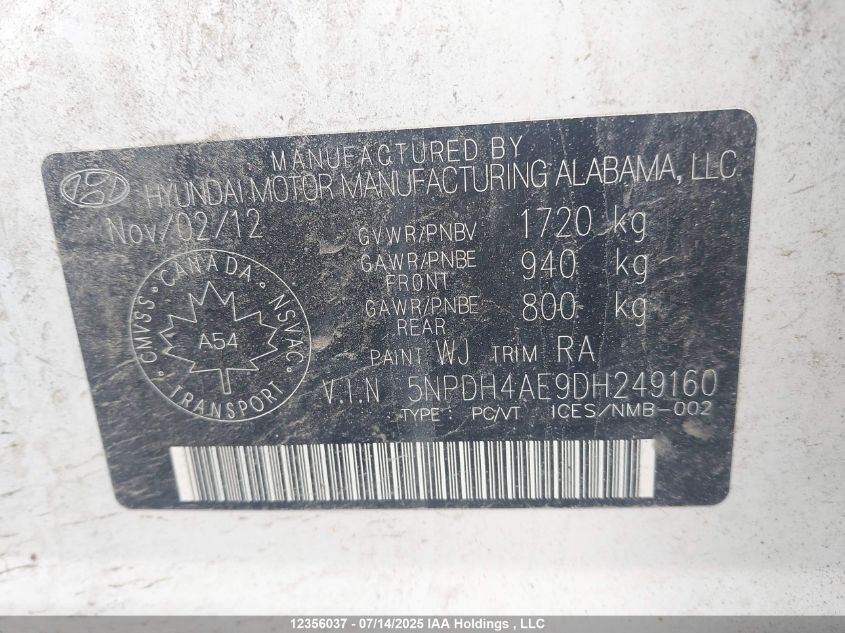 MANUFACTURED BY
HYUNDAI MOTOR MANUFACTURING ALABAMA, LLC
Nov/02/12
GVWR/PNBV 1720 kg
GAWR/PNBE FRONT 940 kg
GAWR/PNBE REAR 800 kg
PAINT WJ TRIM RA
V.I.N 5NPDH4AE9DH249160
TYPE: PC/VT ICES/NMB-002
CANADA
CMVSS • NSVAC
A54
TRANSPORT
12356037 - 07/14/2025 IAA Holdings , LLC